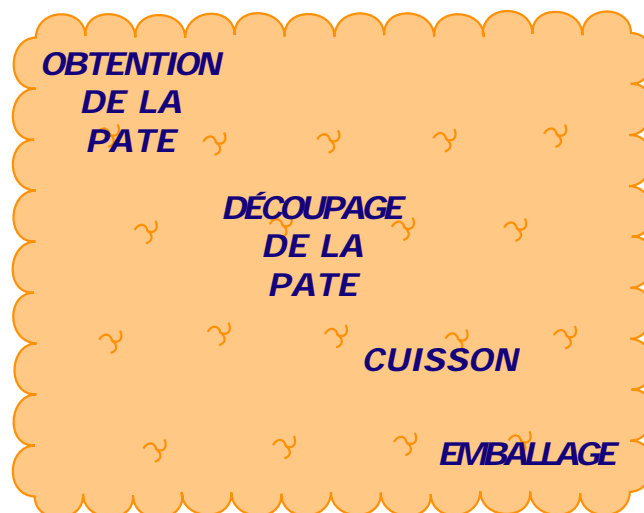 OBTENTION
DE LA
PATE
DÉCOUPAGE
DE LA
PATE
CUISSON
EMBALLAGE